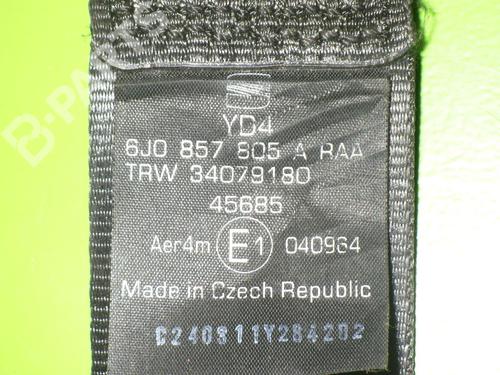 B-PARTS
YD4
6J0 857 805 A RAA
TRW 34079180
45685
Aer4m E1 040964
Made in Czech Republic
C240811Y284202